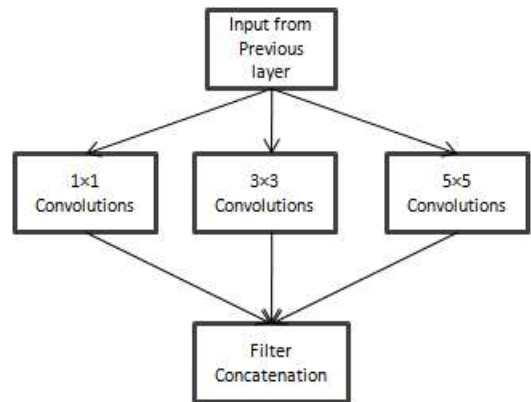 Input from
Previous
layer
1×1
Convolutions
3×3
Convolutions
5×5
Convolutions
Filter
Concatenation